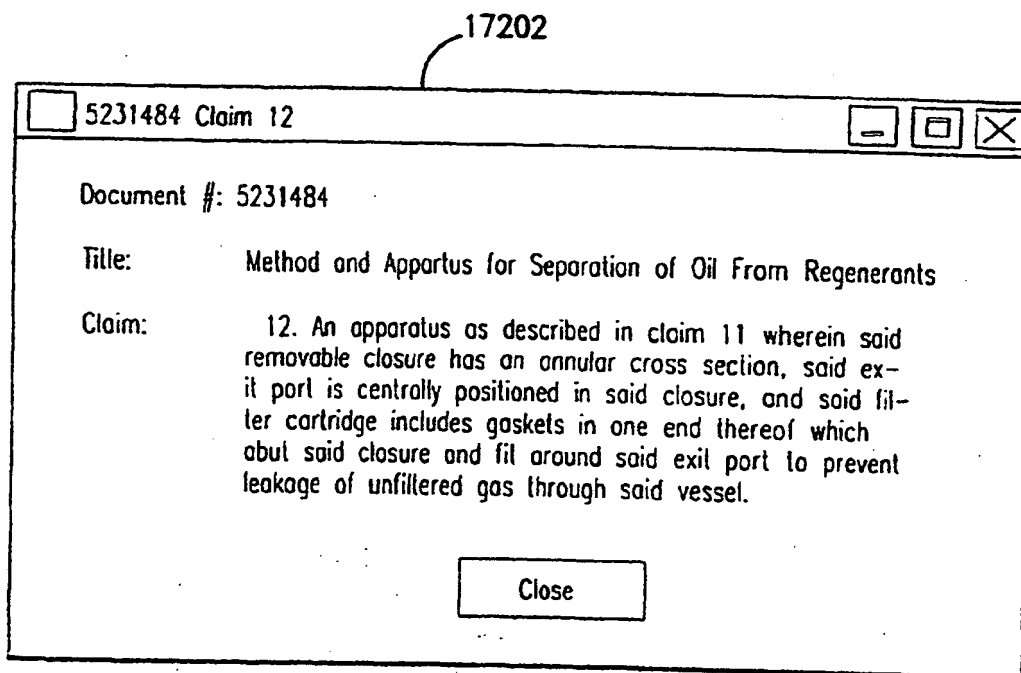 17202
5231484 Claim 12
Document #: 5231484
Title: Method and Appartus for Separation of Oil From Regenerants
Claim: 12. An apparatus as described in claim 11 wherein said
removable closure has an annular cross section, said ex-
it port is centrally positioned in said closure, and said fil-
ter cartridge includes gaskets in one end thereof which
abut said closure and fit around said exit port to prevent
leakage of unfiltered gas through said vessel.
Close